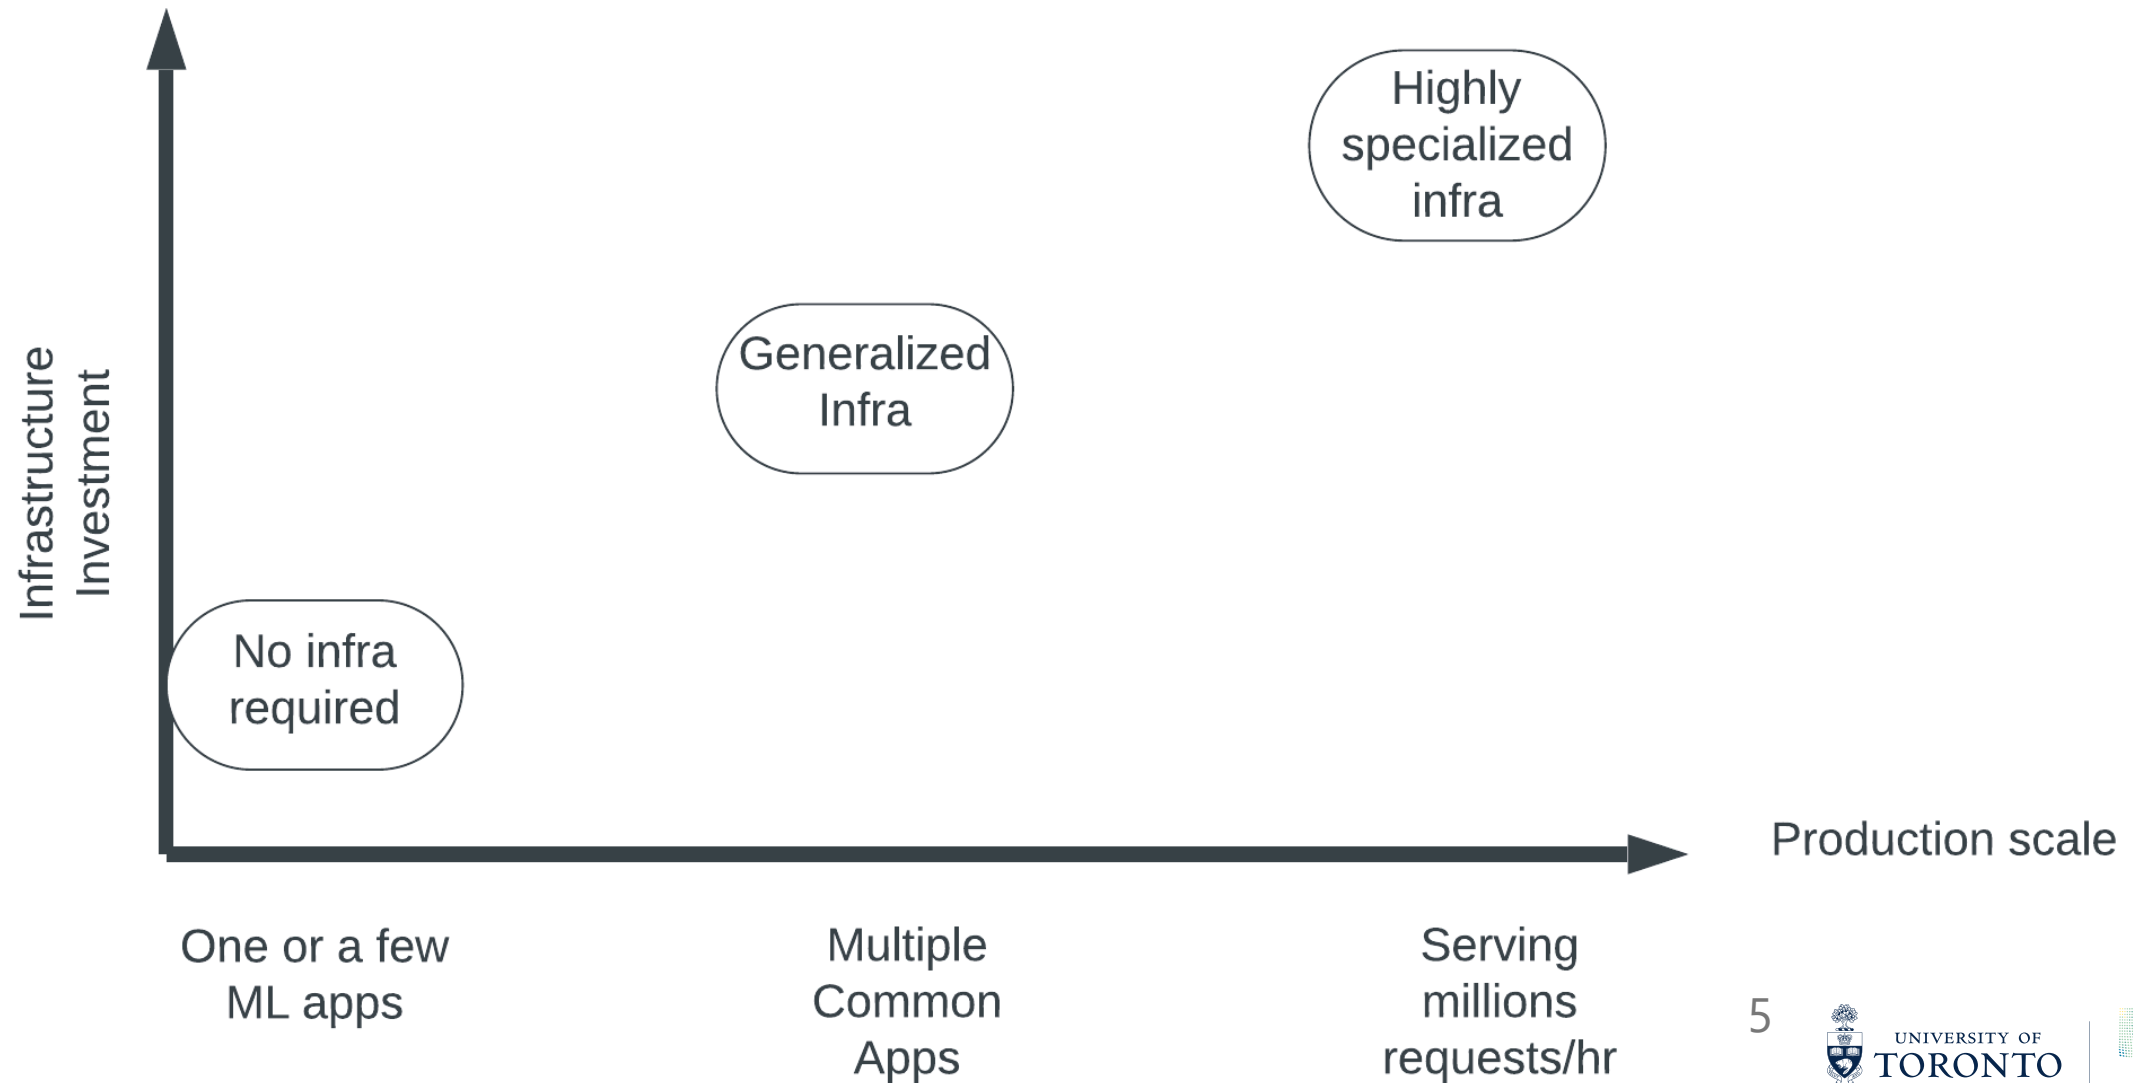 Highly
specialized
infra
Generalized
Infra
Infrastructure
Investment
No infra
required
Production scale
One or a few
ML apps
Multiple
Common
Apps
Serving
millions
requests/hr
5
UNIVERSITY OF
TORONTO